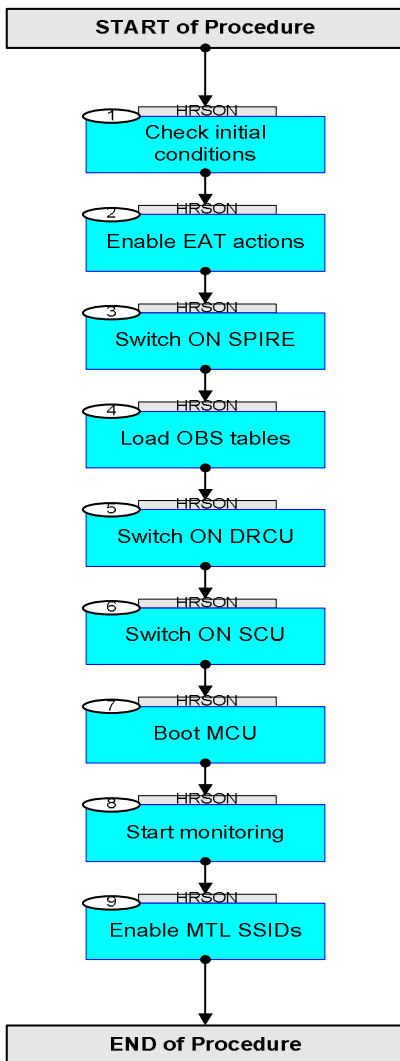 START of Procedure
HRSON
1
Check initial
conditions
HRSON
2
Enable EAT actions
HRSON
3
Switch ON SPIRE
HRSON
4
Load OBS tables
HRSON
5
Switch ON DRCU
HRSON
6
Switch ON SCU
HRSON
7
Boot MCU
HRSON
8
Start monitoring
HRSON
9
Enable MTL SSIDs
END of Procedure